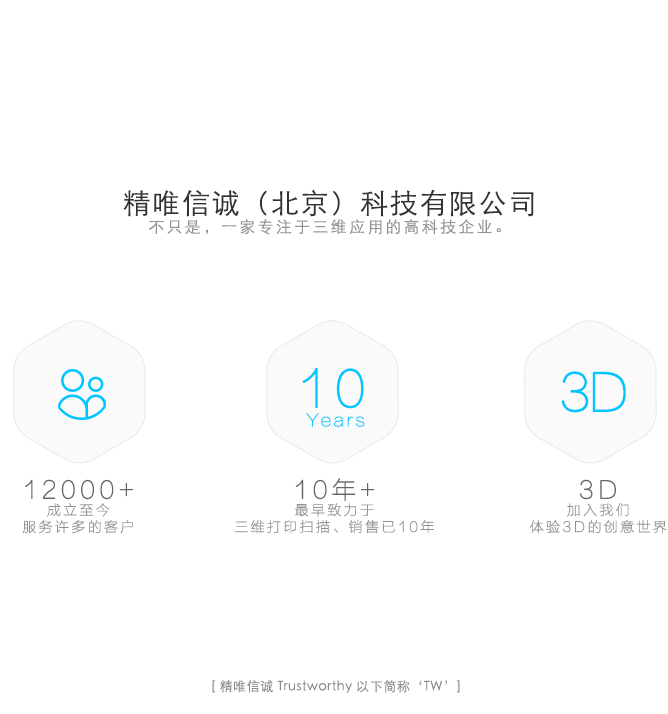 精唯信诚（北京）科技有限公司
不只是，一家专注于三维应用的高科技企业。
10
Years
3D
12000+
成立至今
服务许多的客户
10年+
最早致力于
三维打印扫描、销售已10年
3D
加入我们
体验3D的创意世界
[ 精唯信诚 Trustworthy 以下简称‘TW’]